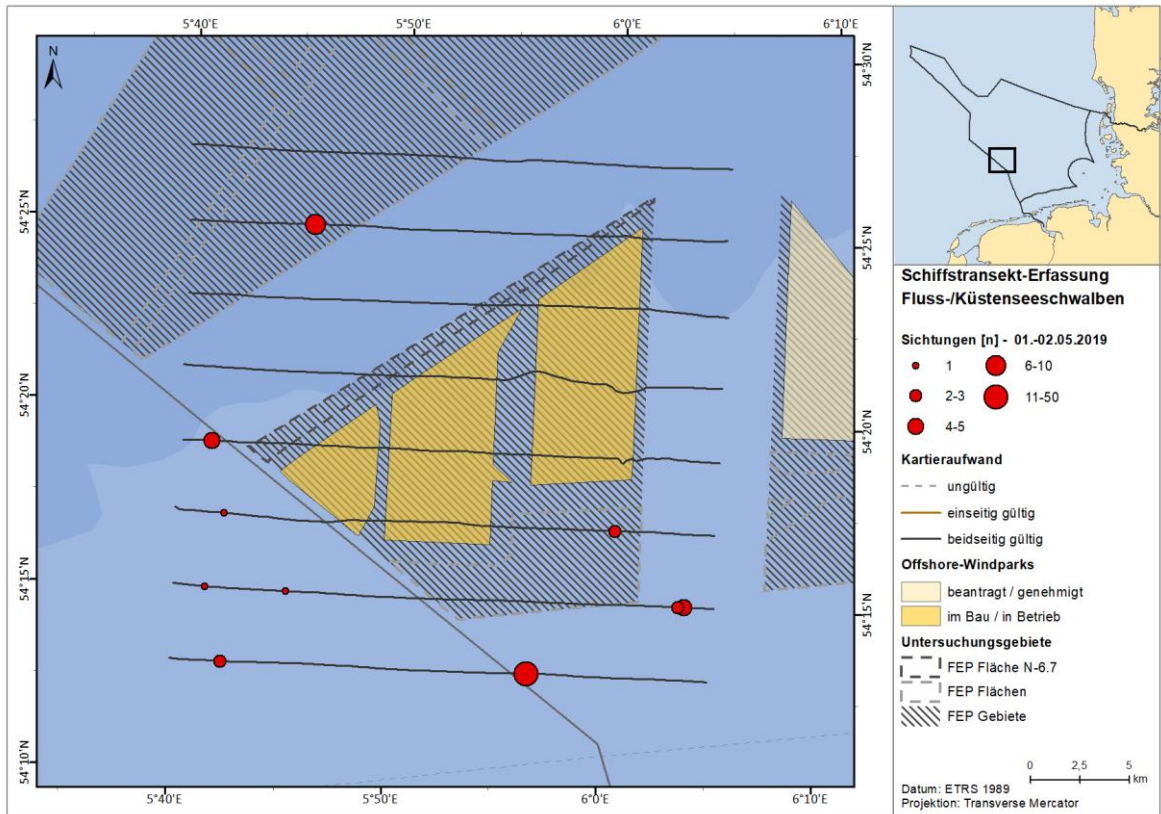 5°40'E 5°50'E 6°0'E 6°10'E
N
54°30'N
54°25'N
54°25'N
54°20'N
54°20'N
54°15'N
54°15'N
54°10'N
5°40'E 5°50'E 6°0'E 6°10'E
Schiffstransekt-Erfassung
Fluss-/Küstenseeschwalben
Sichtungen [n] - 01.-02.05.2019
1 6-10
2-3 11-50
4-5
Kartieraufwand
ungültig
einseitig gültig
beidseitig gültig
Offshore-Windparks
beantragt / genehmigt
im Bau / in Betrieb
Untersuchungsgebiete
FEP Fläche N-6.7
FEP Flächen
FEP Gebiete
0 2,5 5
km
Datum: ETRS 1989
Projektion: Transverse Mercator